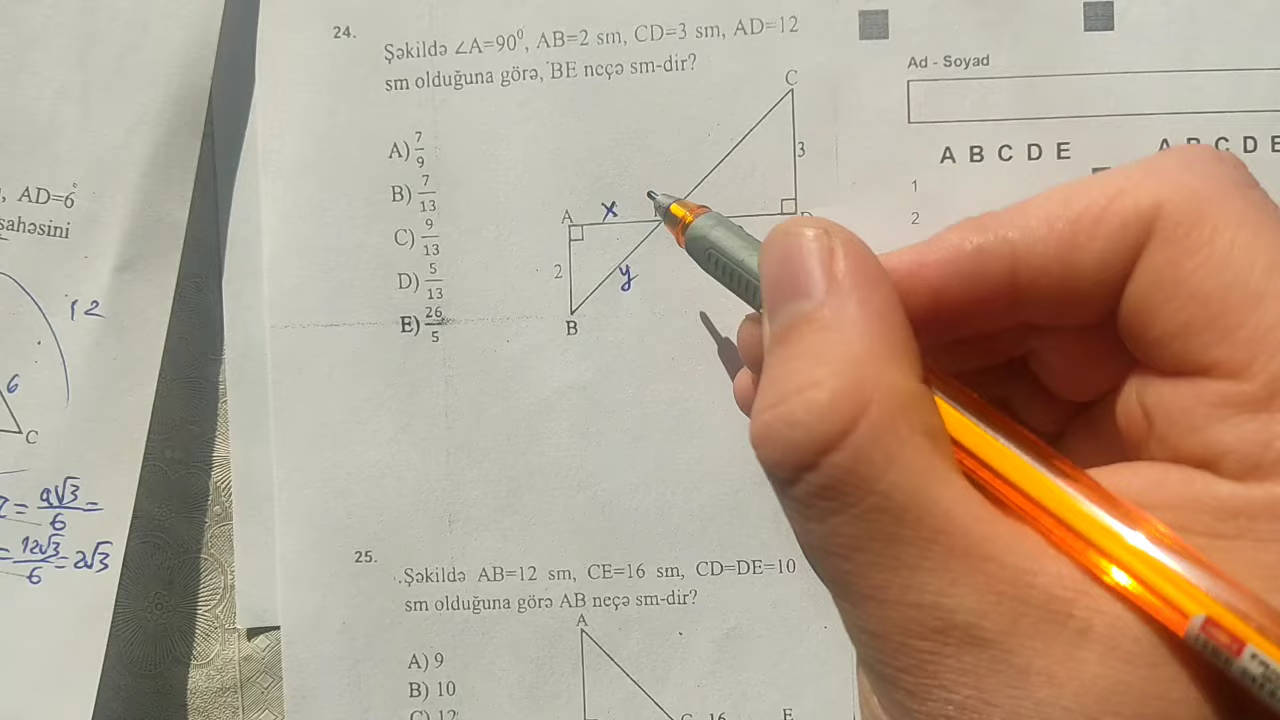 , AD=6
sahəsini
12
6
C
= a√3/6 =
= 12√3/6 = 2√3
24.
Şəkildə ∠A=90⁰, AB=2 sm, CD=3 sm, AD=12
sm olduğuna görə, BE neçə sm-dir?
A) 7/9
B) 7/13
C) 9/13
D) 5/13
E) 26/5
C
3
A
x
2
y
B
25.
Şəkildə AB=12 sm, CE=16 sm, CD=DE=10
sm olduğuna görə AB neçə sm-dir?
A) 9
B) 10
C) 12
A
C 16 E
Ad - Soyad
A B C D E
A B C D E
1
2